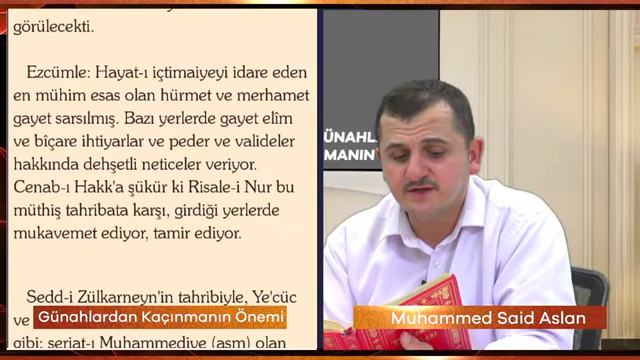 görülecekti.
Ezcümle: Hayat-ı içtimaiyeyi idare eden
en mühim esas olan hürmet ve merhamet
gayet sarsılmış. Bazı yerlerde gayet elîm
ve bîçare ihtiyarlar ve peder ve valideler
hakkında dehşetli neticeler veriyor.
Cenab-ı Hakk'a şükür ki Risale-i Nur bu
müthiş tahribata karşı, girdiği yerlerde
mukavemet ediyor, tamir ediyor.
Sedd-i Zülkarneyn'in tahribiyle, Ye'cüc
ve
gibi: şeriat-ı Muhammediye (asm) olan
Günahlardan Kaçınmanın Önemi
ÜNAHL
MANIN
Muhammed Said Aslan